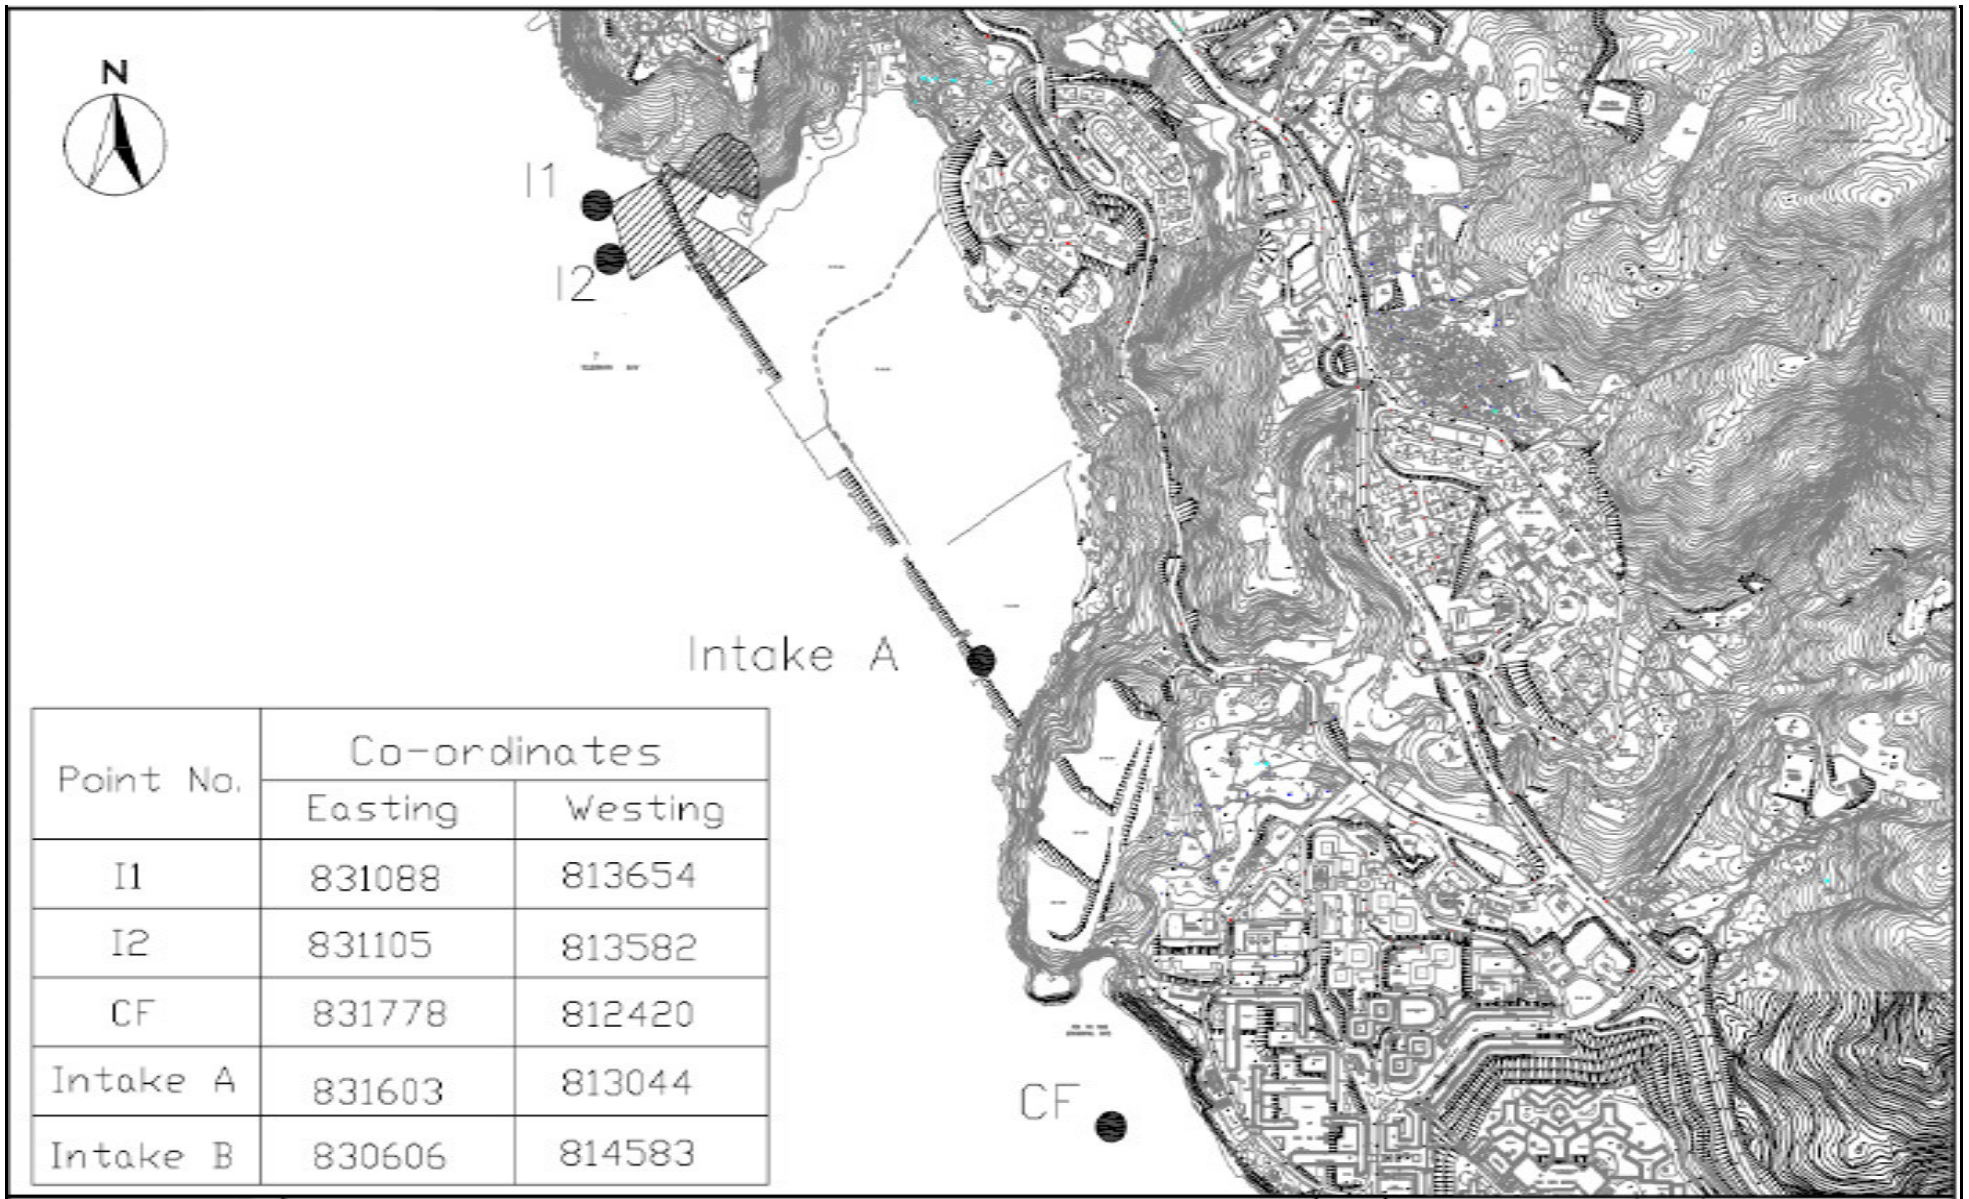 N
I1
I2
Intake A
CF
Point No. Co-ordinates
Easting Westing
I1 831088 813654
I2 831105 813582
CF 831778 812420
Intake A 831603 813044
Intake B 830606 814583